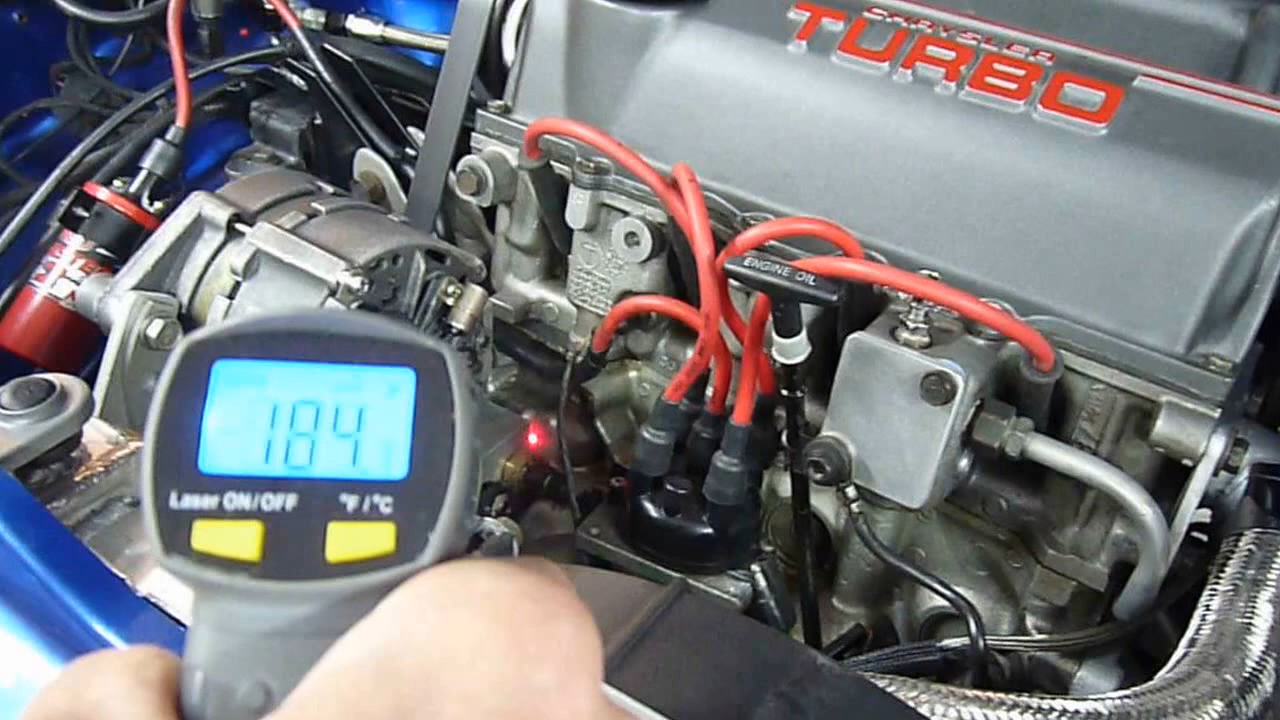 CHRYSLER
TURBO
ENGINE OIL
184
Laser ON/OFF
°F/°C